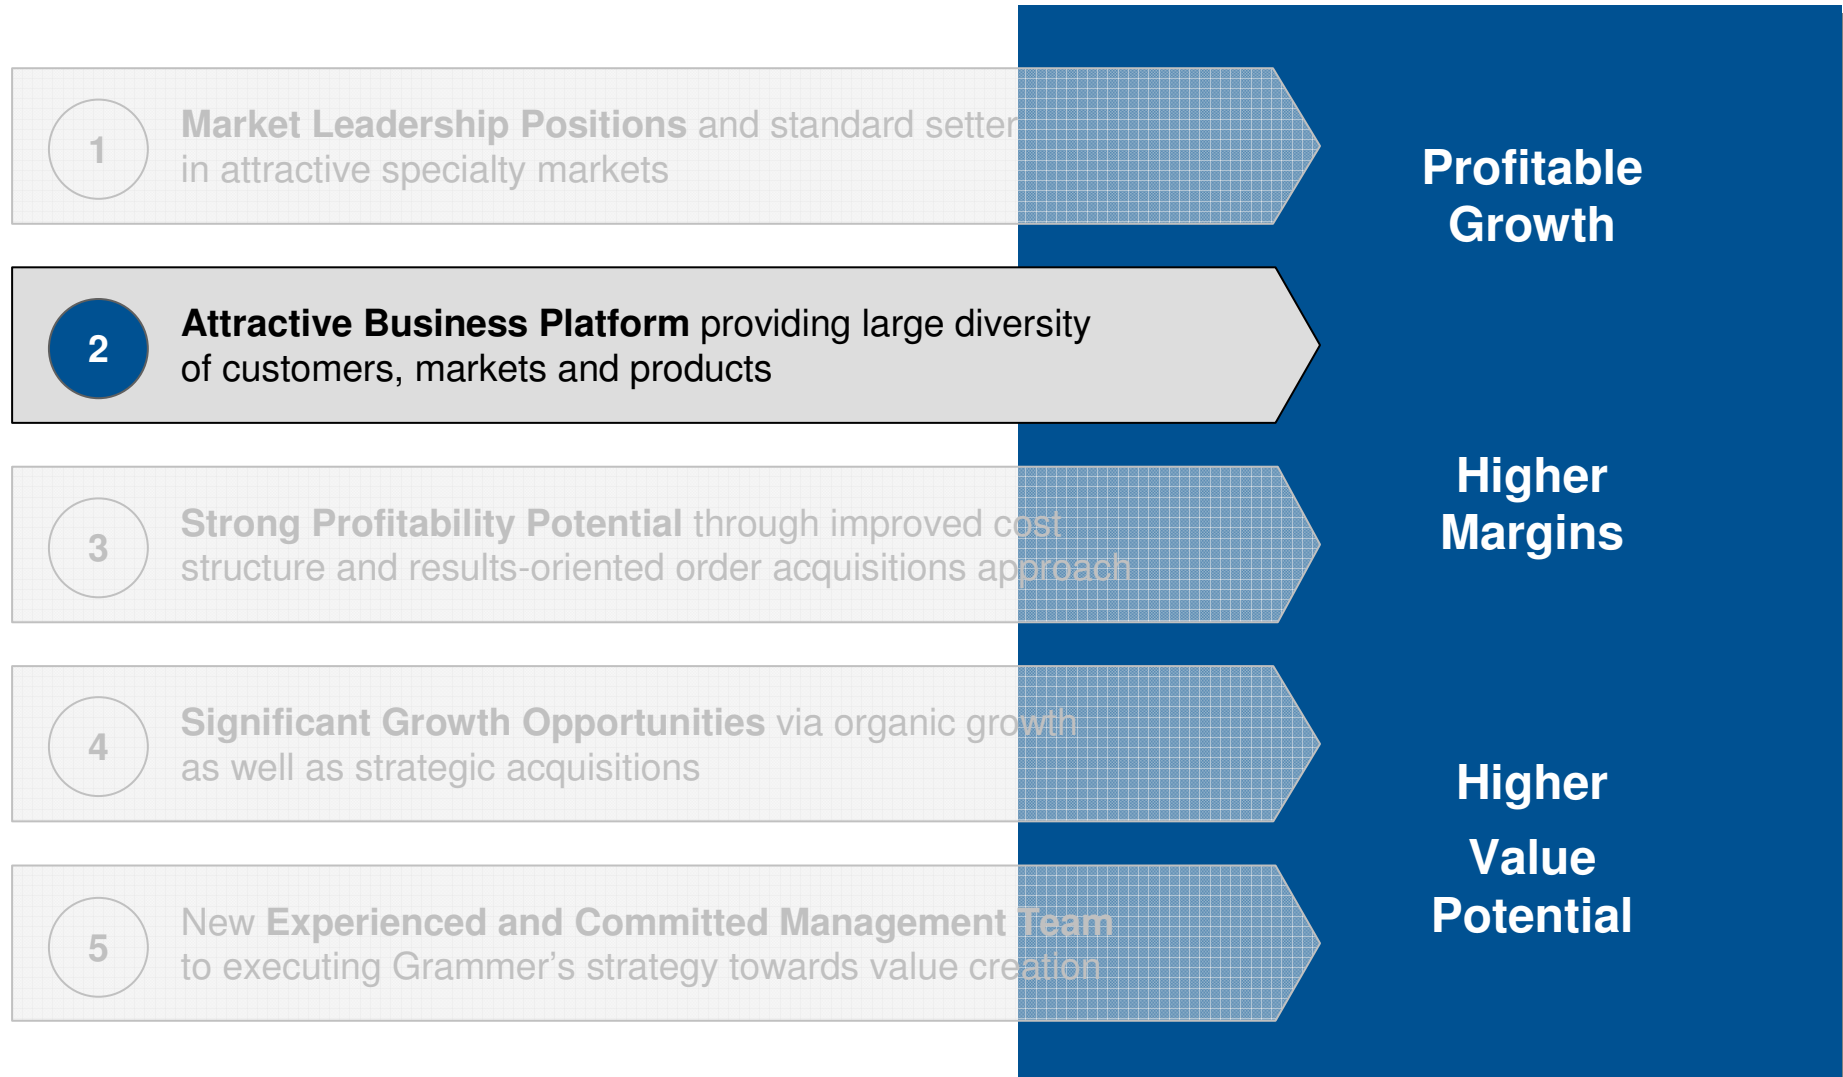 1
Market Leadership Positions and standard setter
in attractive specialty markets
2
Attractive Business Platform providing large diversity
of customers, markets and products
3
Strong Profitability Potential through improved cost
structure and results-oriented order acquisitions approach
4
Significant Growth Opportunities via organic growth
as well as strategic acquisitions
5
New Experienced and Committed Management Team
to executing Grammer’s strategy towards value creation
Profitable
Growth
Higher
Margins
Higher
Value
Potential